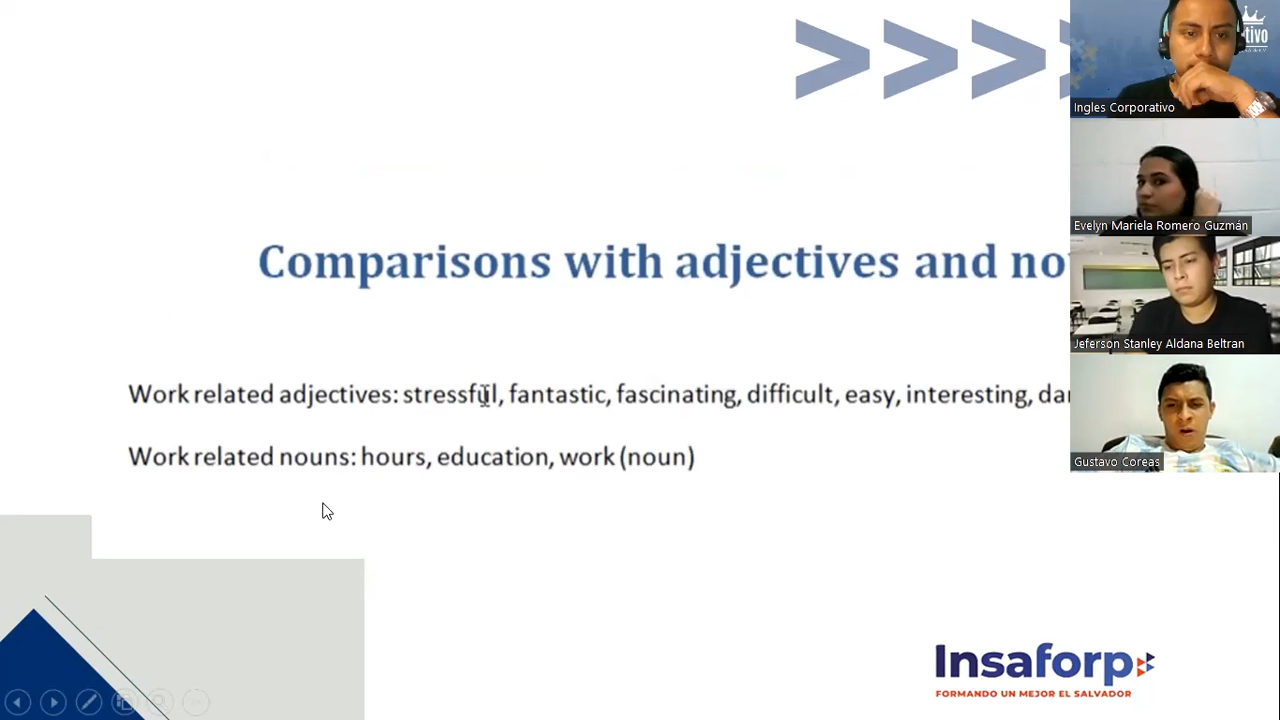 tivo
Ingles Corporativo
Evelyn Mariela Romero Guzmán
Comparisons with adjectives and
Jeferson Stanley Aldana Beltran
Work related adjectives: stressful, fantastic, fascinating, difficult, easy, interesting,
Work related nouns: hours, education, work (noun)
Gustavo Coreas
Insaforp
FORMANDO UN MEJOR EL SALVADOR